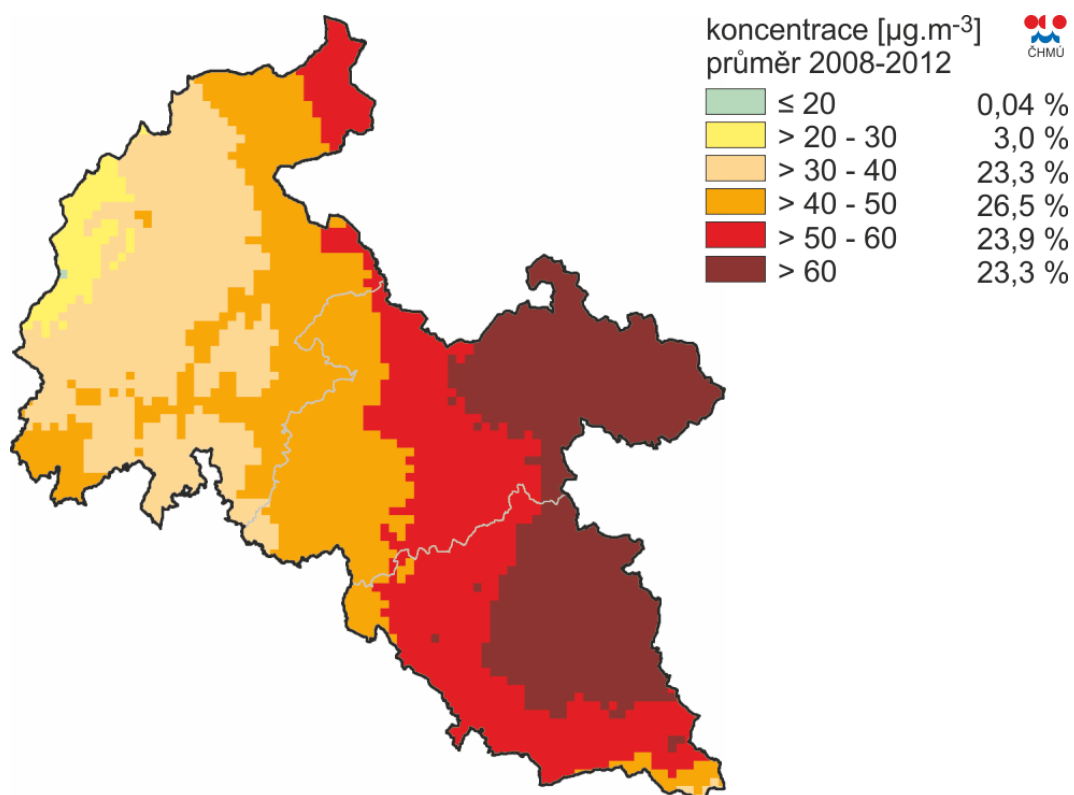 koncentrace [µg.m-3]
průměr 2008-2012
ČHMÚ
≤ 20 0,04 %
> 20 - 30 3,0 %
> 30 - 40 23,3 %
> 40 - 50 26,5 %
> 50 - 60 23,9 %
> 60 23,3 %